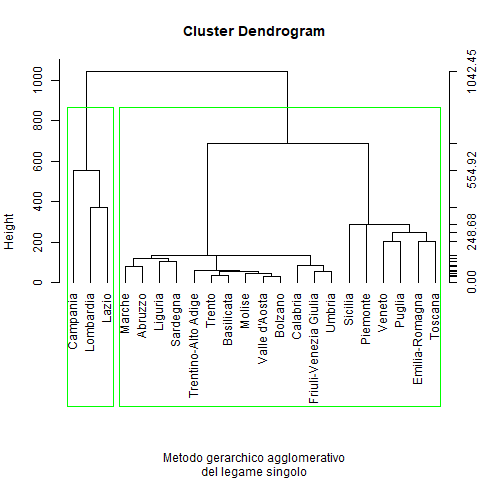 Cluster Dendrogram
Height
0
200
400
600
800
1000
0.00
248.68
554.92
1042.45
Campania
Lombardia
Lazio
Marche
Abruzzo
Liguria
Sardegna
Trentino-Alto Adige
Trento
Basilicata
Molise
Valle d'Aosta
Bolzano
Calabria
Friuli-Venezia Giulia
Umbria
Sicilia
Piemonte
Veneto
Puglia
Emilia-Romagna
Toscana
Metodo gerarchico agglomerativo
del legame singolo